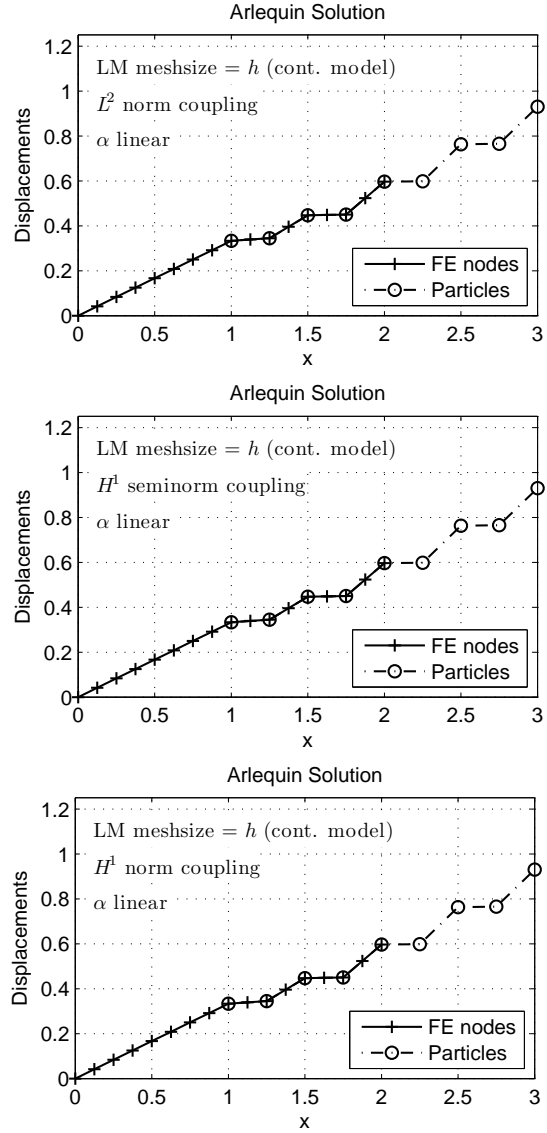 Arlequin Solution
1.2
1
0.8
0.6
0.4
0.2
0
Displacements
LM meshsize = h (cont. model)
L² norm coupling
α linear
FE nodes
Particles
0 0.5 1 1.5 2 2.5 3
x
Arlequin Solution
1.2
1
0.8
0.6
0.4
0.2
0
Displacements
LM meshsize = h (cont. model)
H¹ seminorm coupling
α linear
FE nodes
Particles
0 0.5 1 1.5 2 2.5 3
x
Arlequin Solution
1.2
1
0.8
0.6
0.4
0.2
0
Displacements
LM meshsize = h (cont. model)
H¹ norm coupling
α linear
FE nodes
Particles
0 0.5 1 1.5 2 2.5 3
x